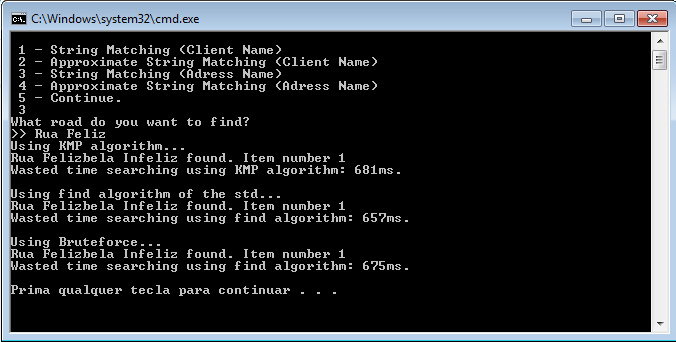 C:\Windows\system32\cmd.exe
1 - String Matching (Client Name)
2 - Approximate String Matching (Client Name)
3 - String Matching (Adress Name)
4 - Approximate String Matching (Adress Name)
5 - Continue.
3
What road do you want to find?
>> Rua Feliz
Using KMP algorithm...
Rua Felizbela Infeliz found. Item number 1
Wasted time searching using KMP algorithm: 681ms.
Using find algorithm of the std...
Rua Felizbela Infeliz found. Item number 1
Wasted time searching using find algorithm: 657ms.
Using Bruteforce...
Rua Felizbela Infeliz found. Item number 1
Wasted time searching using find algorithm: 675ms.
Prima qualquer tecla para continuar . . .